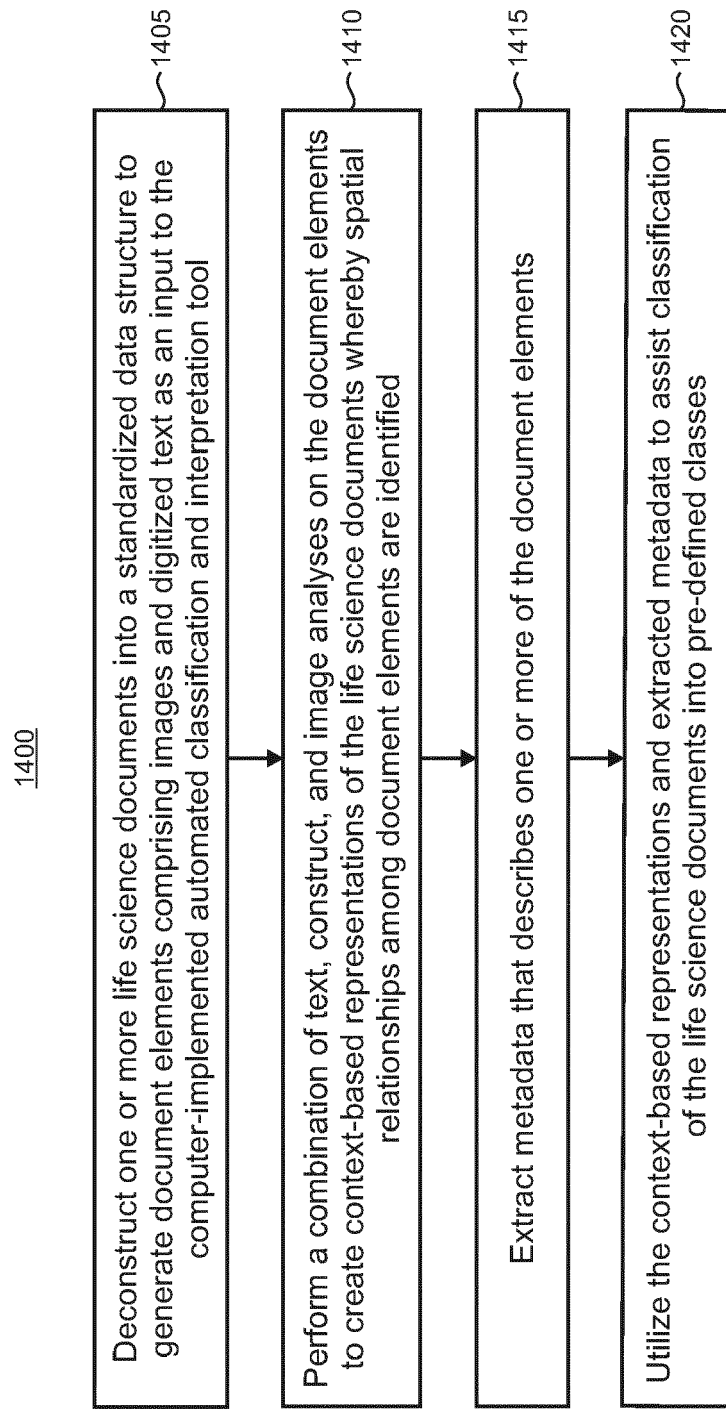 1400
Deconstruct one or more life science documents into a standardized data structure to
generate document elements comprising images and digitized text as an input to the
computer-implemented automated classification and interpretation tool
1405
Perform a combination of text, construct, and image analyses on the document elements
to create context-based representations of the life science documents whereby spatial
relationships among document elements are identified
1410
Extract metadata that describes one or more of the document elements
1415
Utilize the context-based representations and extracted metadata to assist classification
of the life science documents into pre-defined classes
1420